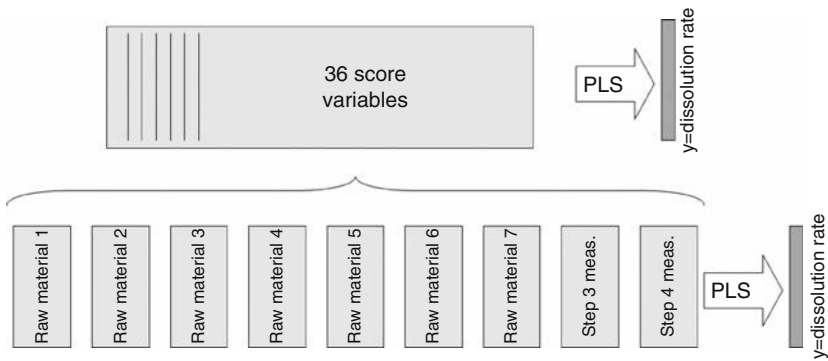 36 score
variables
PLS
y=dissolution rate
Raw material 1
Raw material 2
Raw material 3
Raw material 4
Raw material 5
Raw material 6
Raw material 7
Step 3 meas.
Step 4 meas.
PLS
y=dissolution rate